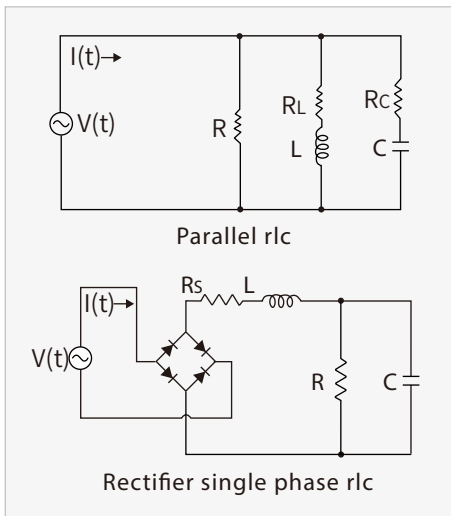 I(t)
V(t)
R
RL
L
RC
C
Parallel rlc
RS
L
I(t)
V(t)
R
C
Rectifier single phase rlc